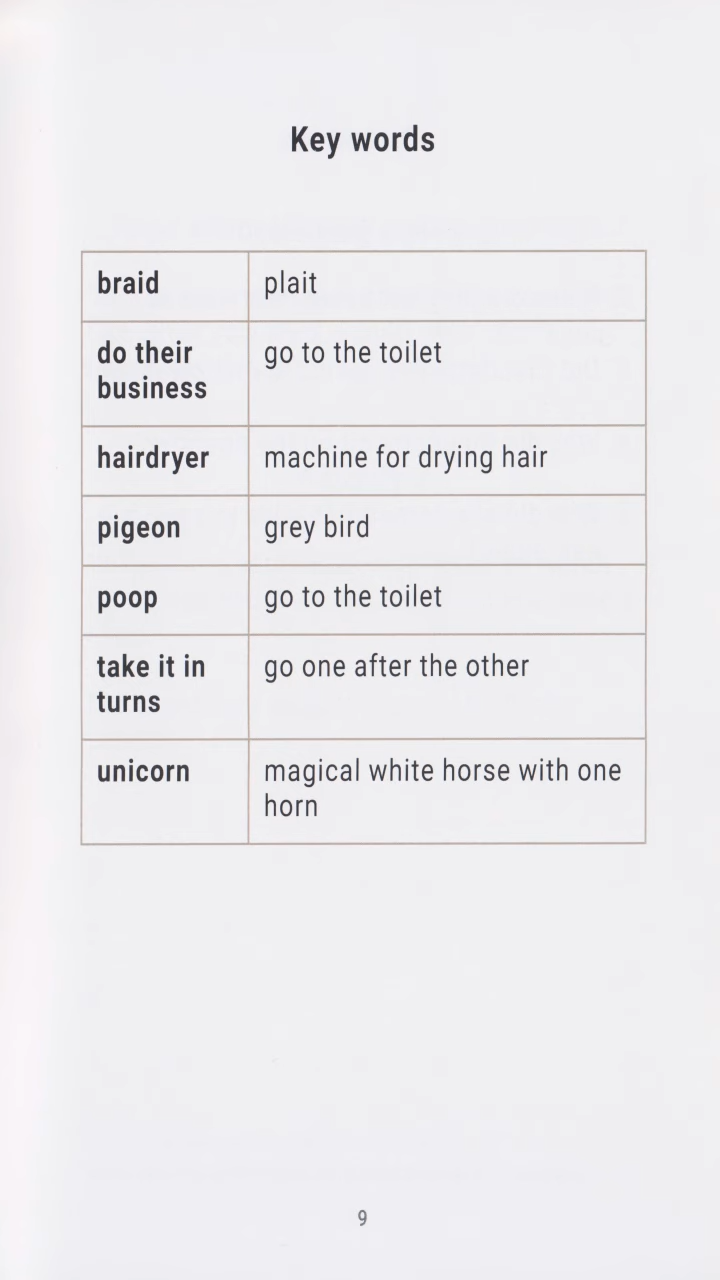 Key words
braid plait
do their go to the toilet
business
hairdryer machine for drying hair
pigeon grey bird
poop go to the toilet
take it in go one after the other
turns
unicorn magical white horse with one
horn
9